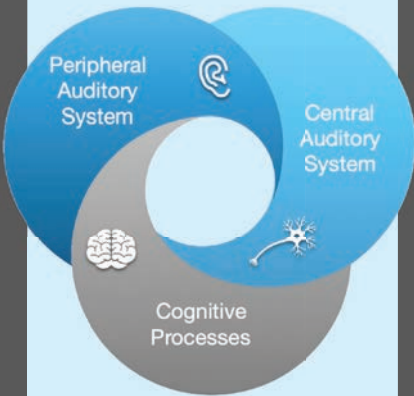 Peripheral
Auditory
System
Central
Auditory
System
Cognitive
Processes